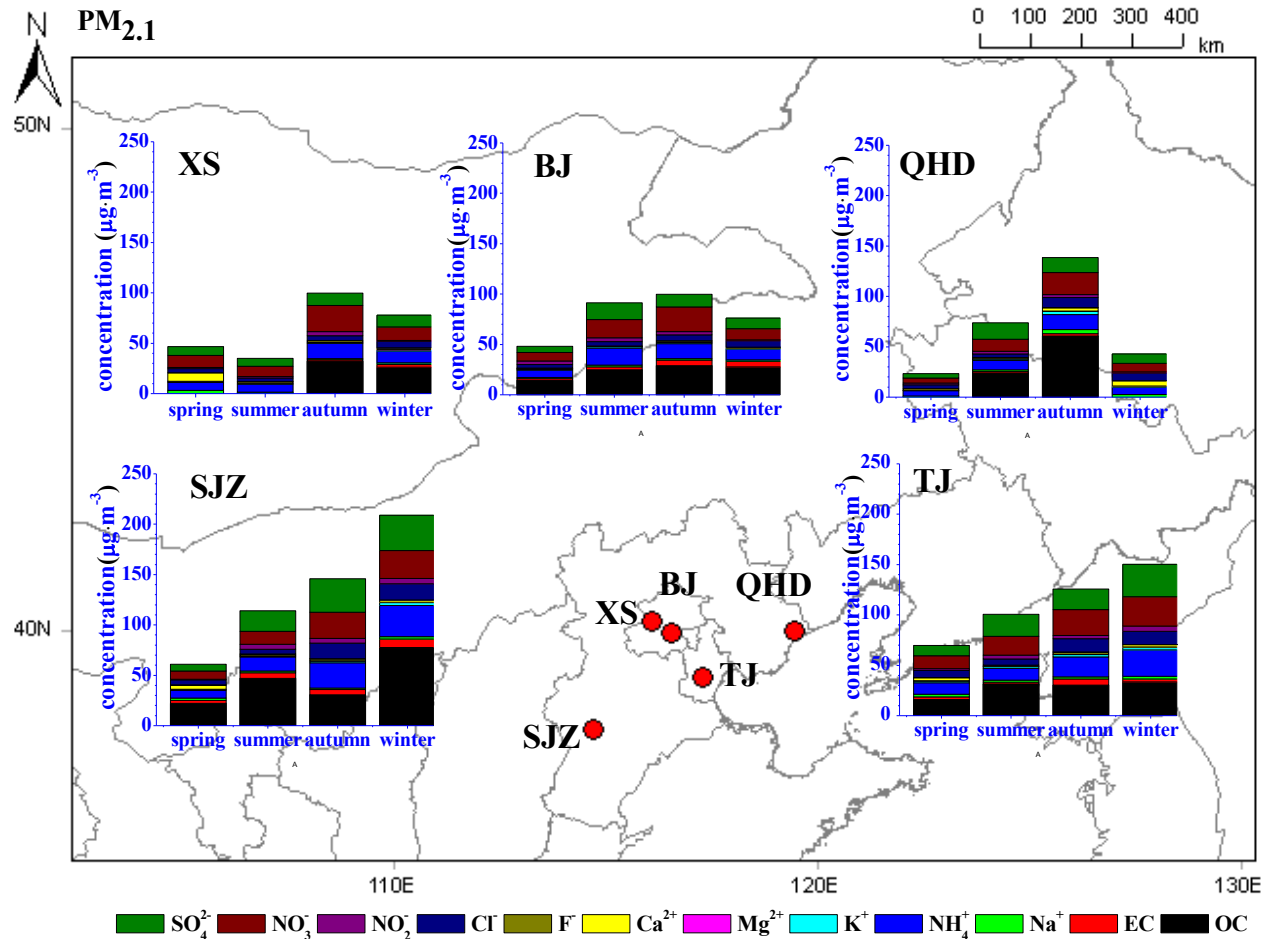 N
PM2.1
0 100 200 300 400
km
50N
40N
110E
120E
130E
XS
concentration (μg·m-3)
250
200
150
100
50
0
spring summer autumn winter
BJ
concentration(μg·m-3)
250
200
150
100
50
0
spring summer autumn winter
A
QHD
concentration(μg·m-3)
250
200
150
100
50
0
spring summer autumn winter
A
SJZ
concentration(μg·m-3)
250
200
150
100
50
0
spring summer autumn winter
A
TJ
concentration(μg·m-3)
250
200
150
100
50
0
spring summer autumn winter
A
BJ
QHD
XS
TJ
SJZ
SO4 2- NO3- NO2- Cl- F- Ca2+ Mg2+ K+ NH4+ Na+ EC OC